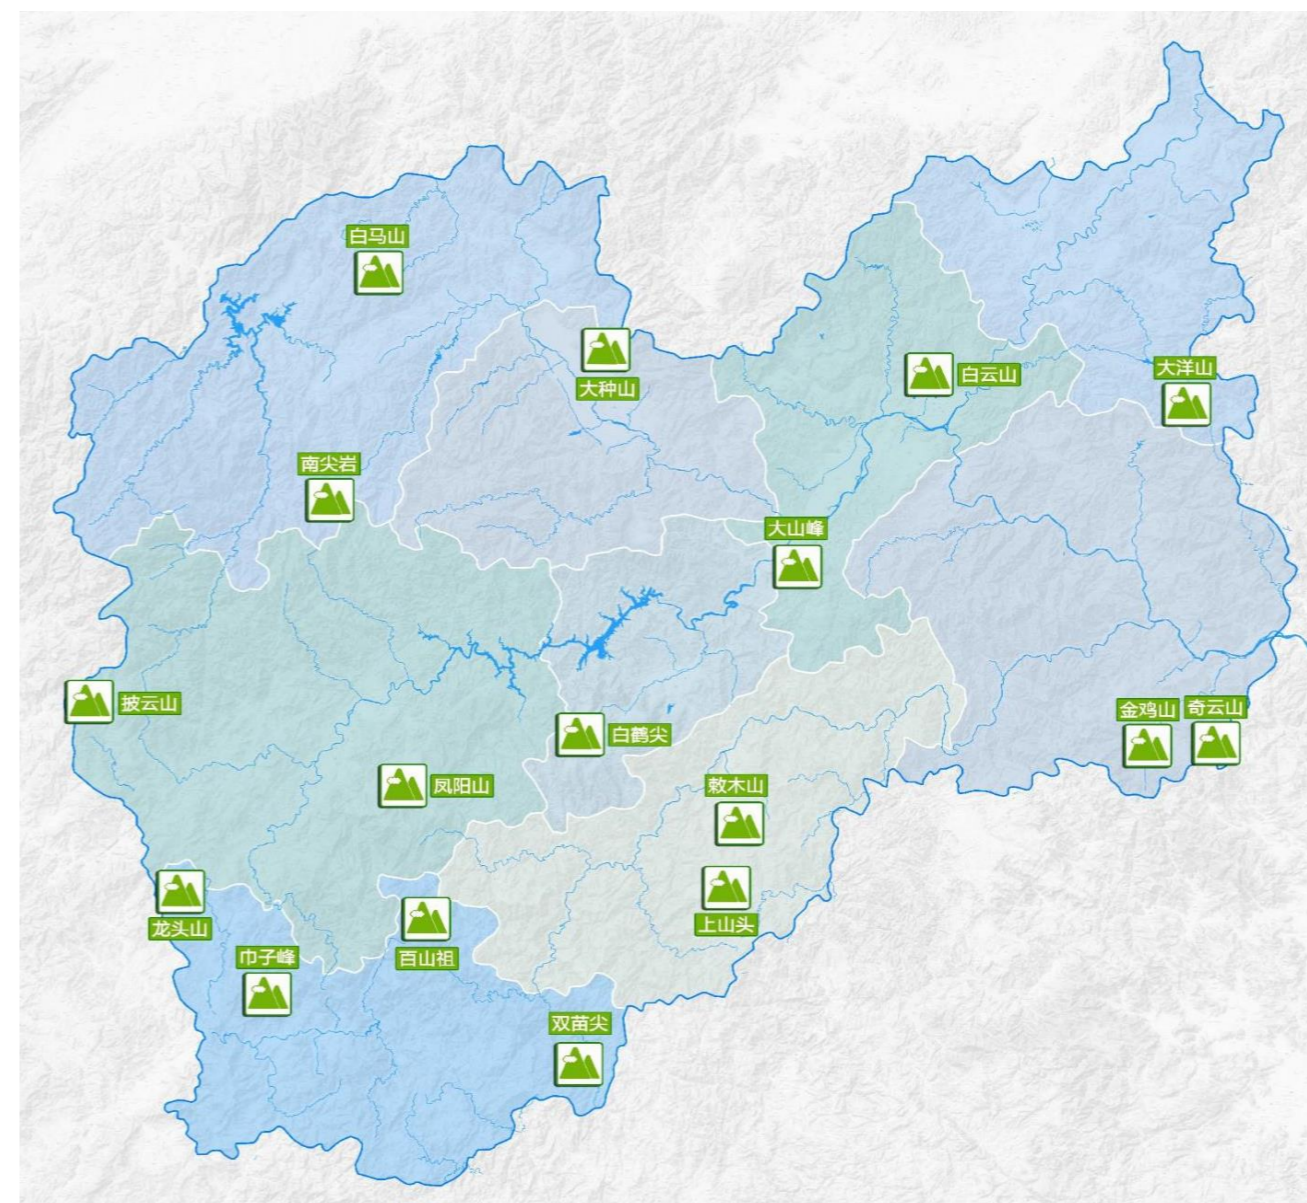 白马山
大种山
白云山
大洋山
南尖岩
大山峰
披云山
白鹤尖
金鸡山
奇云山
凤阳山
敕木山
龙头山
上山头
巾子峰
百山祖
双苗尖